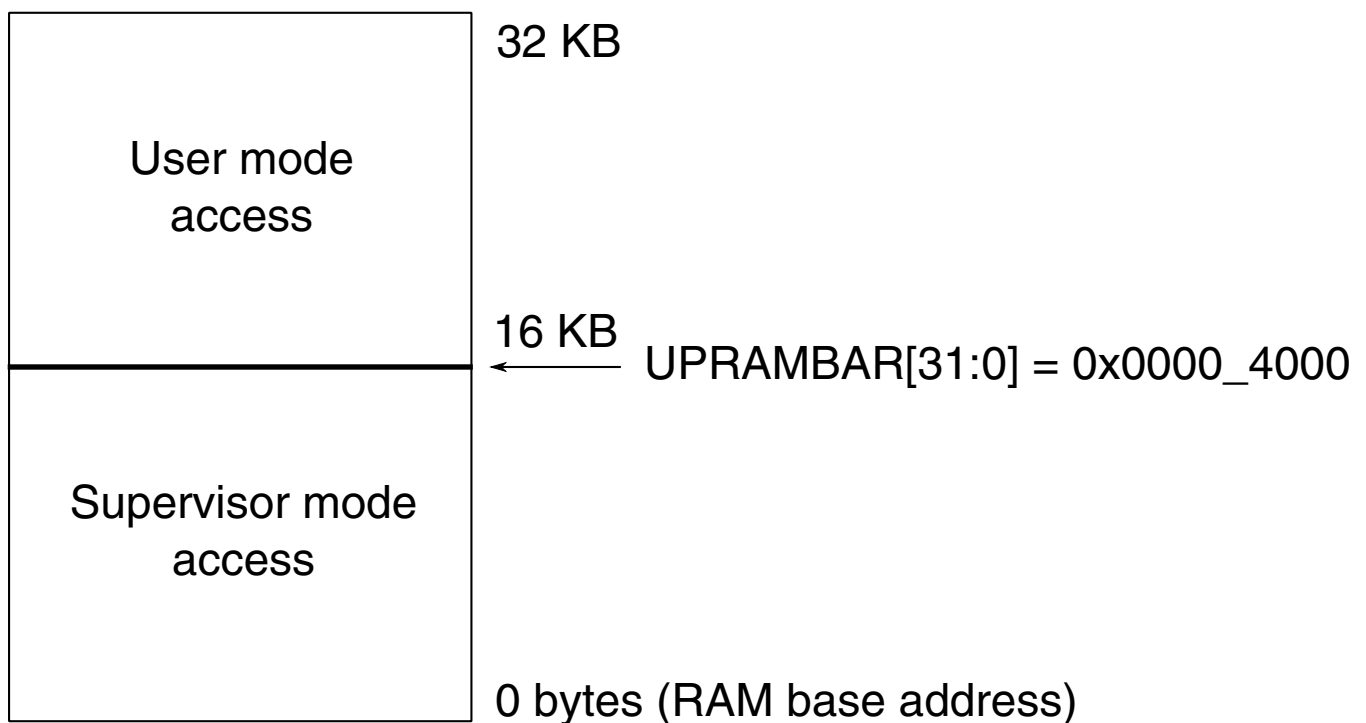 32 KB
User mode
access
16 KB
UPRAMBAR[31:0] = 0x0000_4000
Supervisor mode
access
0 bytes (RAM base address)